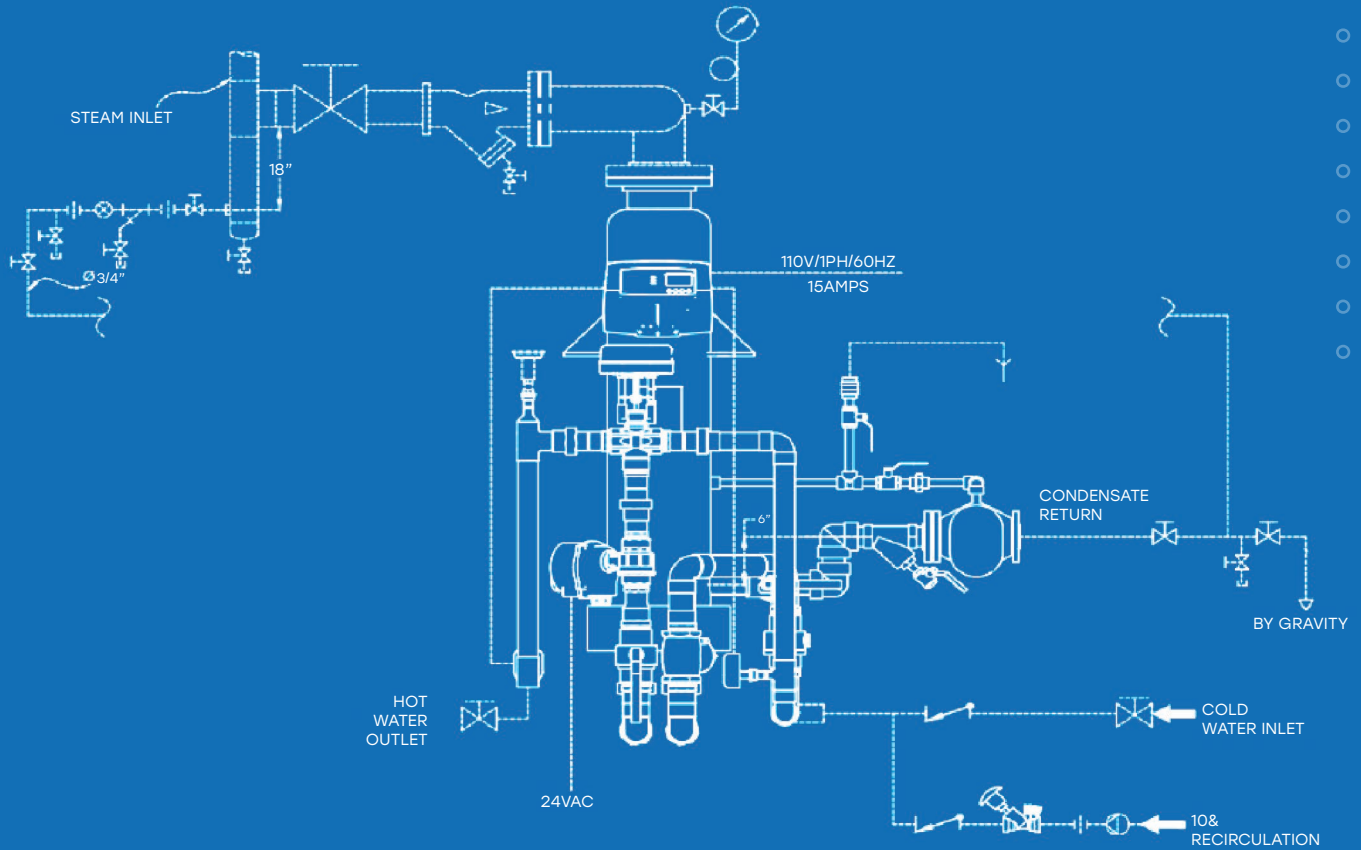 STEAM INLET
18”
Ø 3/4”
110V/1PH/60HZ
15AMPS
6”
CONDENSATE
RETURN
BY GRAVITY
HOT
WATER
OUTLET
COLD
WATER INLET
24VAC
10&
RECIRCULATION